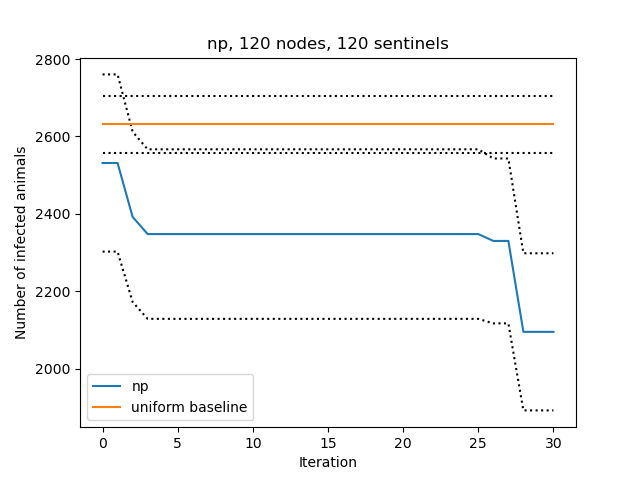 np, 120 nodes, 120 sentinels
2800
2600
2400
2200
2000
Number of infected animals
np
uniform baseline
0 5 10 15 20 25 30
Iteration